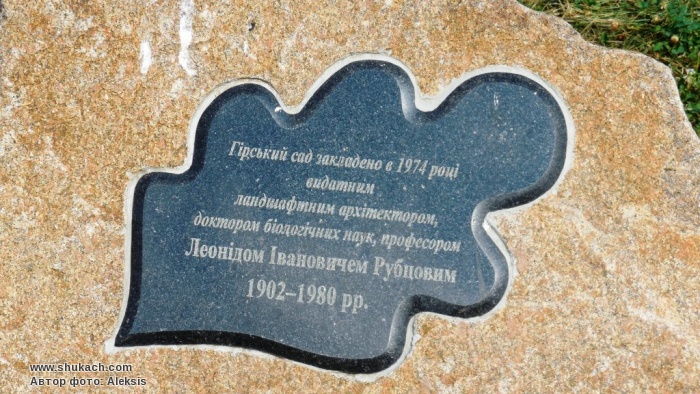 Гірський сад закладено в 1974 році
видатним
ландшафтним архітектором,
доктором біологічних наук, професором
Леонідом Івановичем Рубцовим
1902–1980 рр.
www.shukach.com
Автор фото: Aleksis